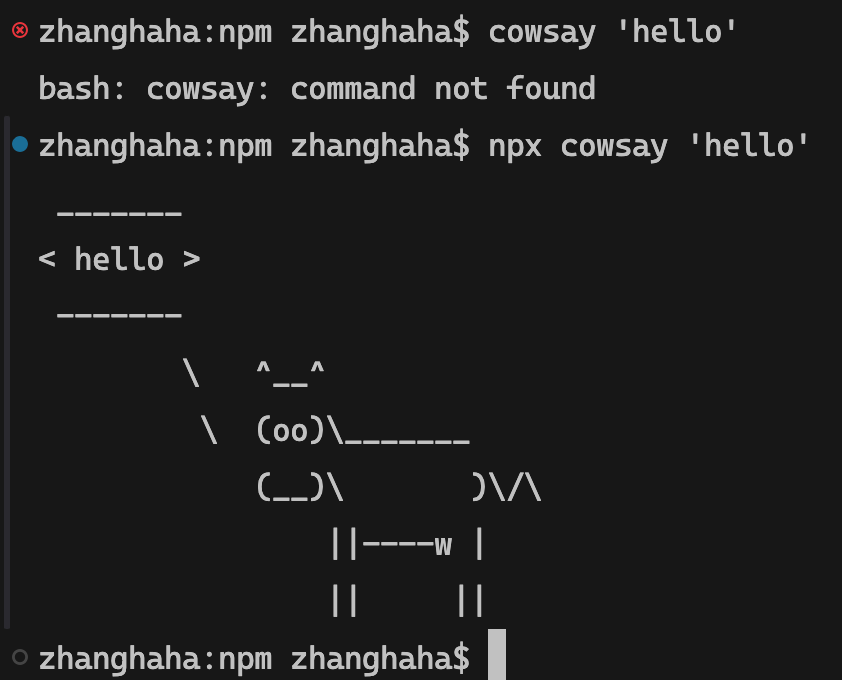 zhanghaha:npm zhanghaha$ cowsay 'hello'
bash: cowsay: command not found
zhanghaha:npm zhanghaha$ npx cowsay 'hello'
 _______
< hello >
 -------
        \   ^__^
         \  (oo)\_______
            (__)\       )\/\
                ||----w |
                ||     ||
zhanghaha:npm zhanghaha$